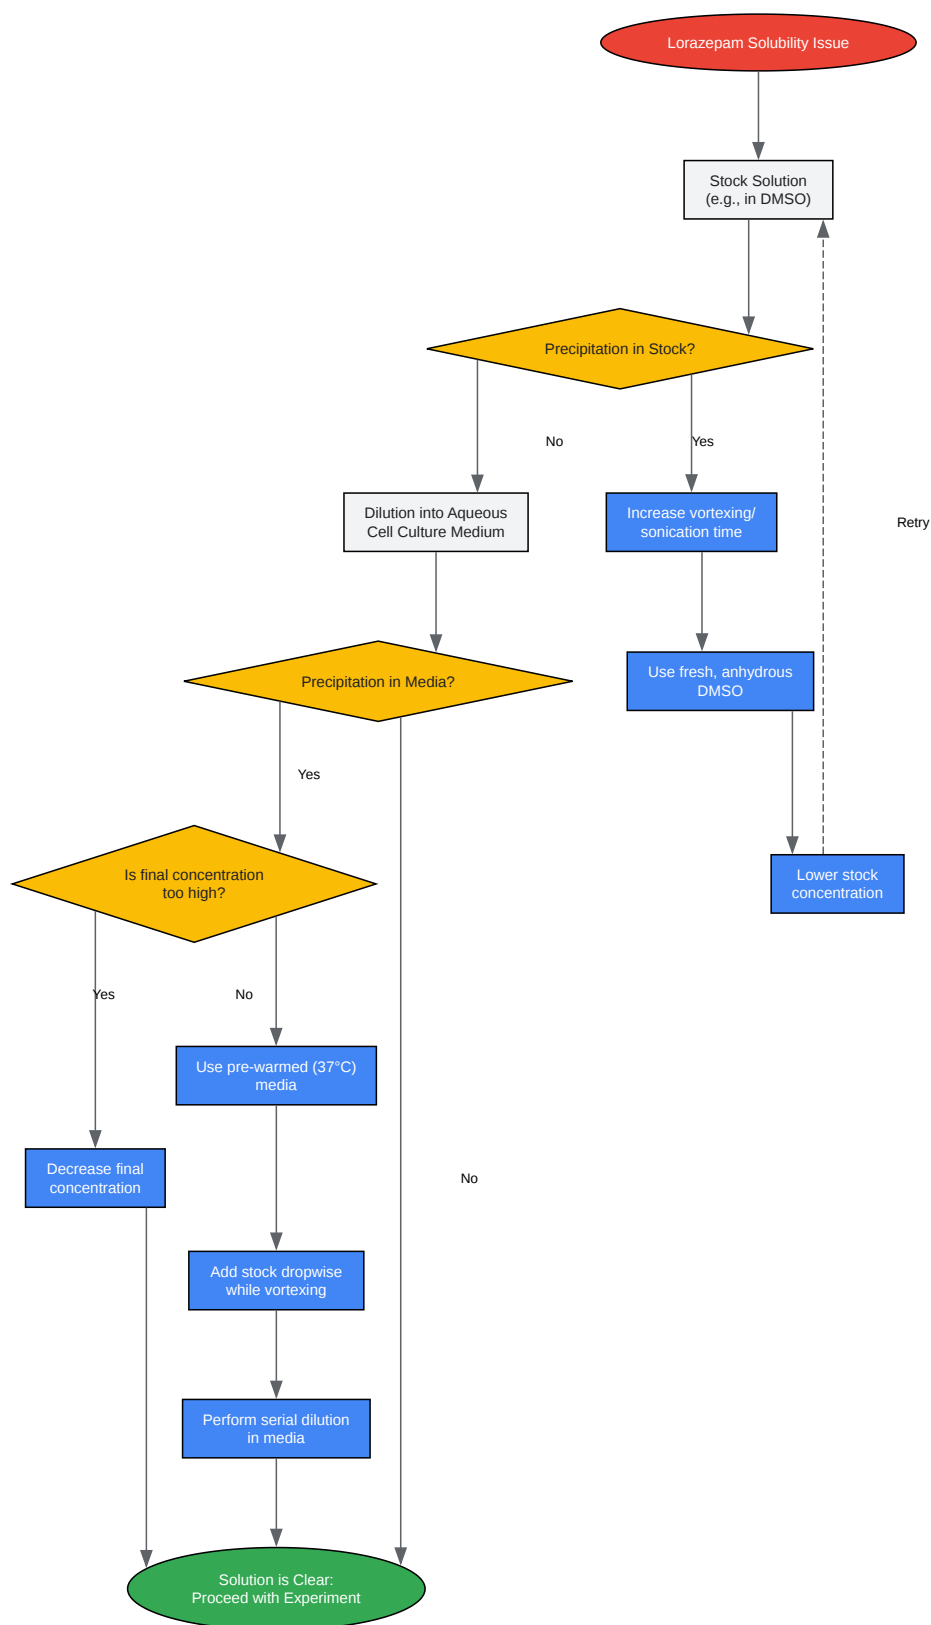 Lorazepam Solubility Issue
Stock Solution
(e.g., in DMSO)
Precipitation in Stock?
No
Yes
Dilution into Aqueous
Cell Culture Medium
Increase vortexing/
sonication time
Retry
Use fresh, anhydrous
DMSO
Precipitation in Media?
Yes
Is final concentration
too high?
Lower stock
concentration
Yes
No
Use pre-warmed (37°C)
media
Decrease final
concentration
No
Add stock dropwise
while vortexing
Perform serial dilution
in media
Solution is Clear:
Proceed with Experiment